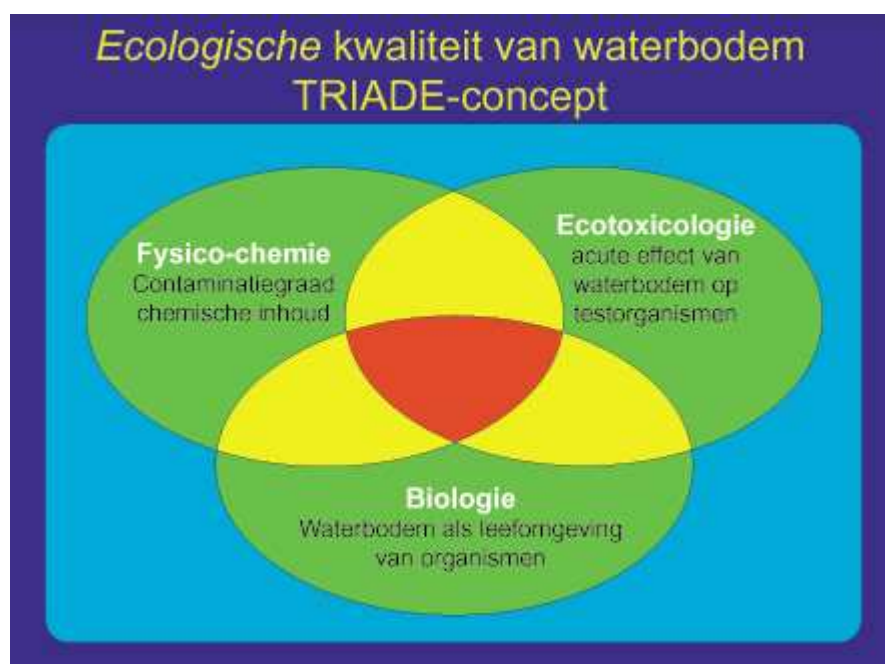 Ecologische kwaliteit van waterbodem
TRIADE-concept
Fysico-chemie
Contaminatiegraad
chemische inhoud
Ecotoxicologie
acute effect van
waterbodem op
testorganismen
Biologie
Waterbodem als leefomgeving
van organismen